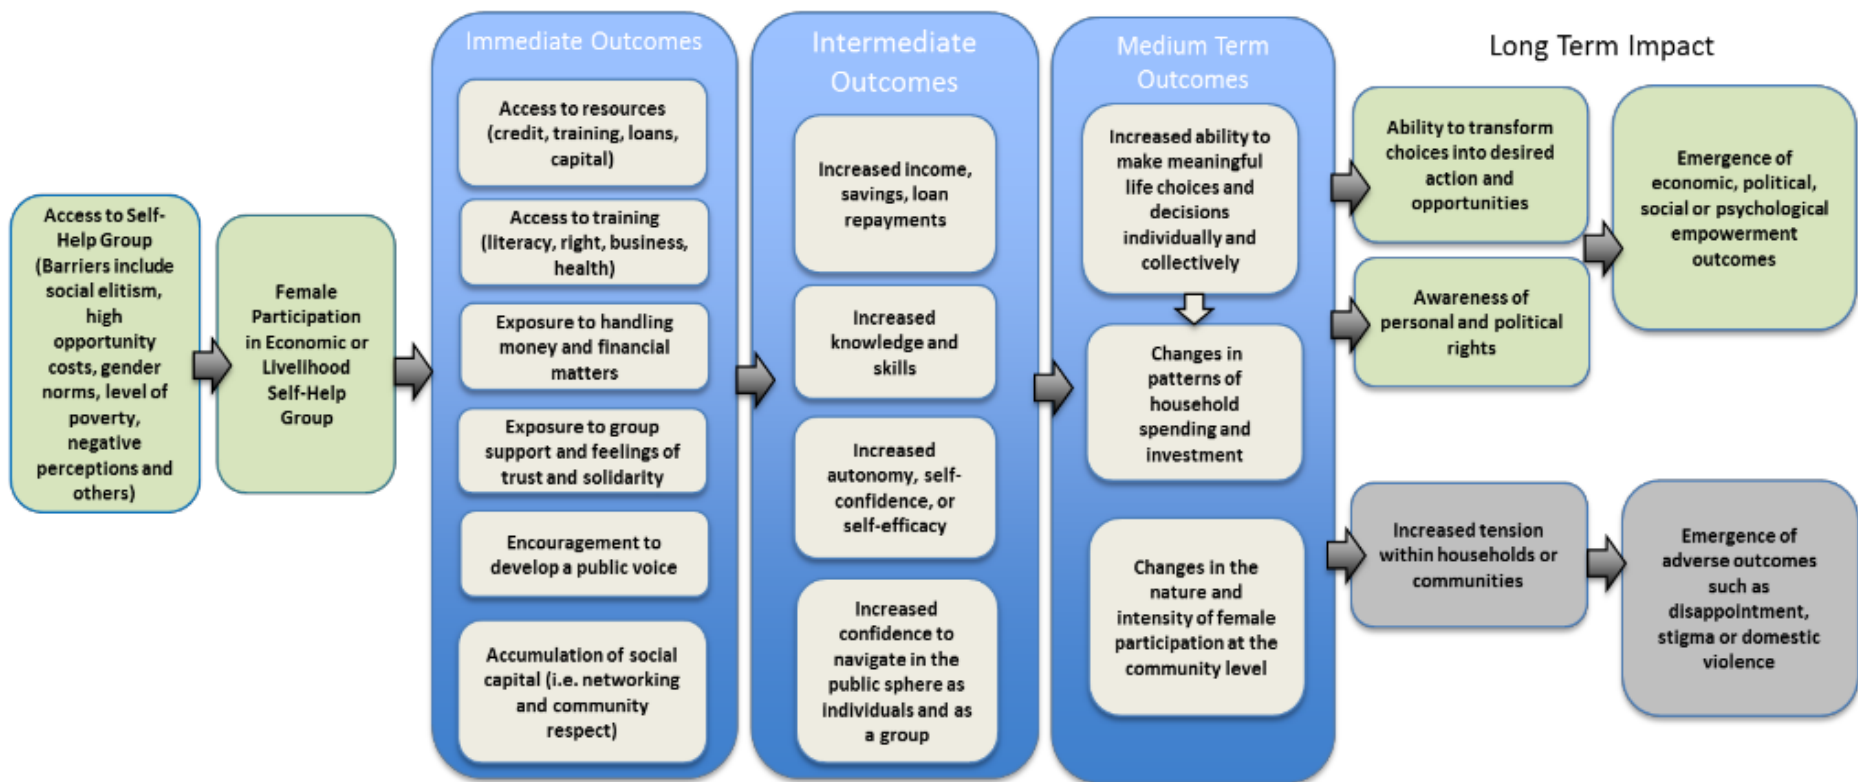 Access to Self-
Help Group
(Barriers include
social elitism,
high
opportunity
costs, gender
norms, level of
poverty,
negative
perceptions and
others)
Female
Participation
in Economic or
Livelihood
Self-Help
Group
Immediate Outcomes
Access to resources
(credit, training, loans,
capital)
Access to training
(literacy, right, business,
health)
Exposure to handling
money and financial
matters
Exposure to group
support and feelings of
trust and solidarity
Encouragement to
develop a public voice
Accumulation of social
capital (i.e. networking
and community
respect)
Intermediate
Outcomes
Increased income,
savings, loan
repayments
Increased
knowledge and
skills
Increased
autonomy, self-
confidence, or
self-efficacy
Increased
confidence to
navigate in the
public sphere as
individuals and as
a group
Medium Term
Outcomes
Increased ability to
make meaningful
life choices and
decisions
individually and
collectively
Changes in
patterns of
household
spending and
investment
Changes in the
nature and
intensity of female
participation at the
community level
Long Term Impact
Ability to transform
choices into desired
action and
opportunities
Awareness of
personal and political
rights
Emergence of
economic, political,
social or psychological
empowerment
outcomes
Increased tension
within households or
communities
Emergence of
adverse outcomes
such as
disappointment,
stigma or domestic
violence